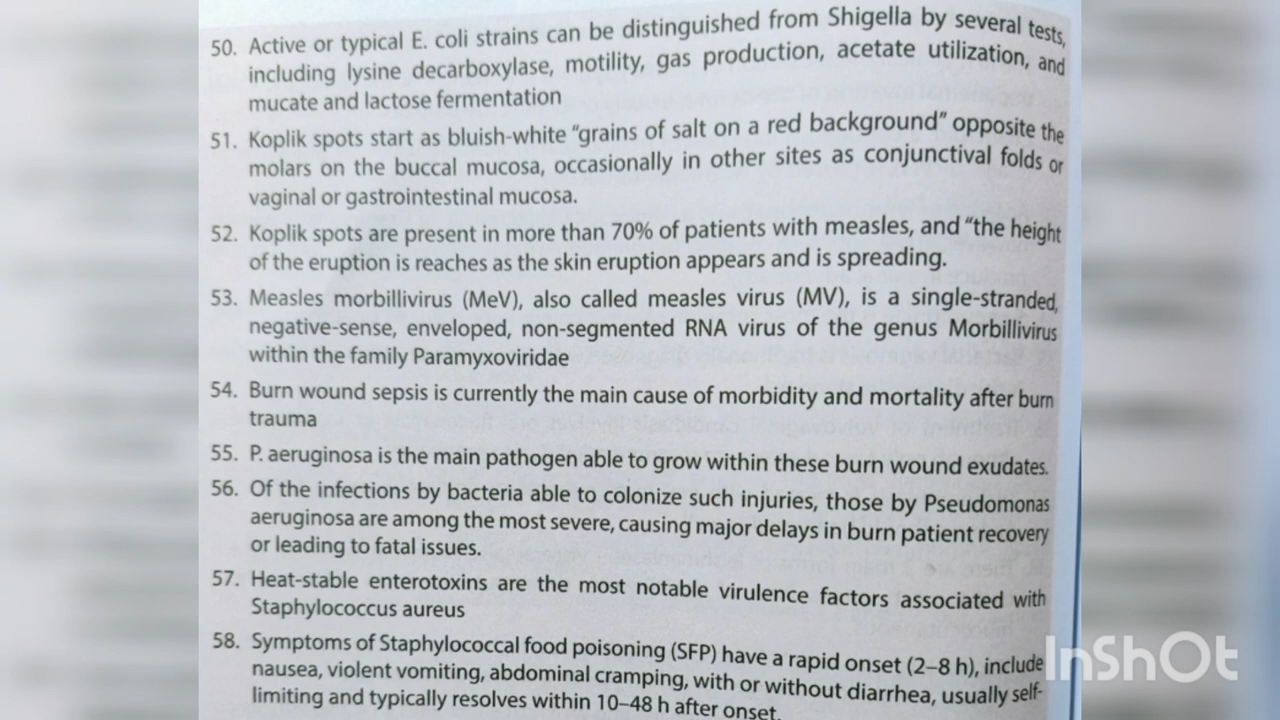 50. Active or typical E. coli strains can be distinguished from Shigella by several tests,
including lysine decarboxylase, motility, gas production, acetate utilization, and
mucate and lactose fermentation
51. Koplik spots start as bluish-white "grains of salt on a red background" opposite the
molars on the buccal mucosa, occasionally in other sites as conjunctival folds or
vaginal or gastrointestinal mucosa.
52. Koplik spots are present in more than 70% of patients with measles, and "the height
of the eruption is reaches as the skin eruption appears and is spreading.
53. Measles morbillivirus (MeV), also called measles virus (MV), is a single-stranded,
negative-sense, enveloped, non-segmented RNA virus of the genus Morbillivirus
within the family Paramyxoviridae
54. Burn wound sepsis is currently the main cause of morbidity and mortality after burn
trauma
55. P. aeruginosa is the main pathogen able to grow within these burn wound exudates.
56. Of the infections by bacteria able to colonize such injuries, those by Pseudomonas
aeruginosa are among the most severe, causing major delays in burn patient recovery
or leading to fatal issues.
57. Heat-stable enterotoxins are the most notable virulence factors associated with
Staphylococcus aureus
58. Symptoms of Staphylococcal food poisoning (SFP) have a rapid onset (2–8 h), include
nausea, violent vomiting, abdominal cramping, with or without diarrhea, usually self-
limiting and typically resolves within 10–48 h after onset.
InShOt